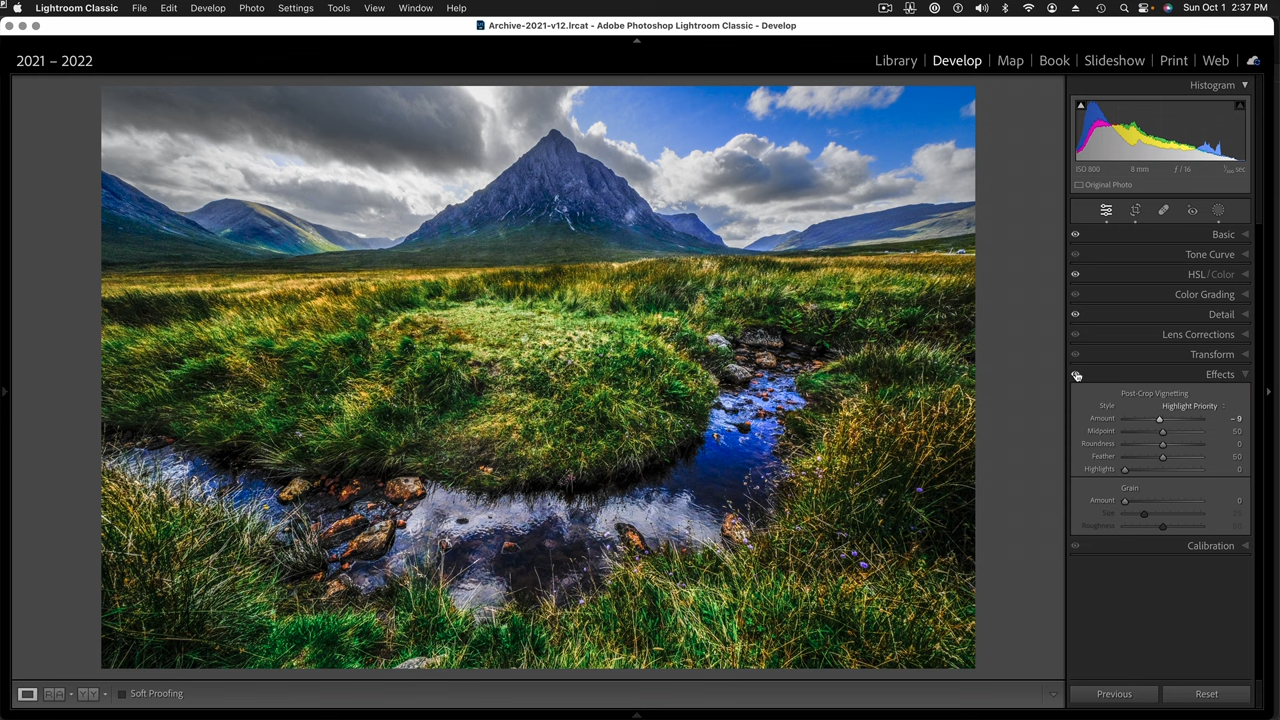 Lightroom Classic File Edit Develop Photo Settings Tools View Window Help Sun Oct 1 2:37 PM
Archive-2021-v12.lrcat - Adobe Photoshop Lightroom Classic - Develop
2021 – 2022 Library | Develop | Map | Book | Slideshow | Print | Web
Histogram
ISO 800 8 mm ƒ / 16 sec
Original Photo
Basic
Tone Curve
HSL / Color
Color Grading
Detail
Lens Corrections
Transform
Effects
Post-Crop Vignetting
Style Highlight Priority
Amount – 9
Midpoint 50
Roundness 0
Feather 50
Highlights 0
Grain
Amount 0
Size
Roughness
Calibration
Soft Proofing Previous Reset